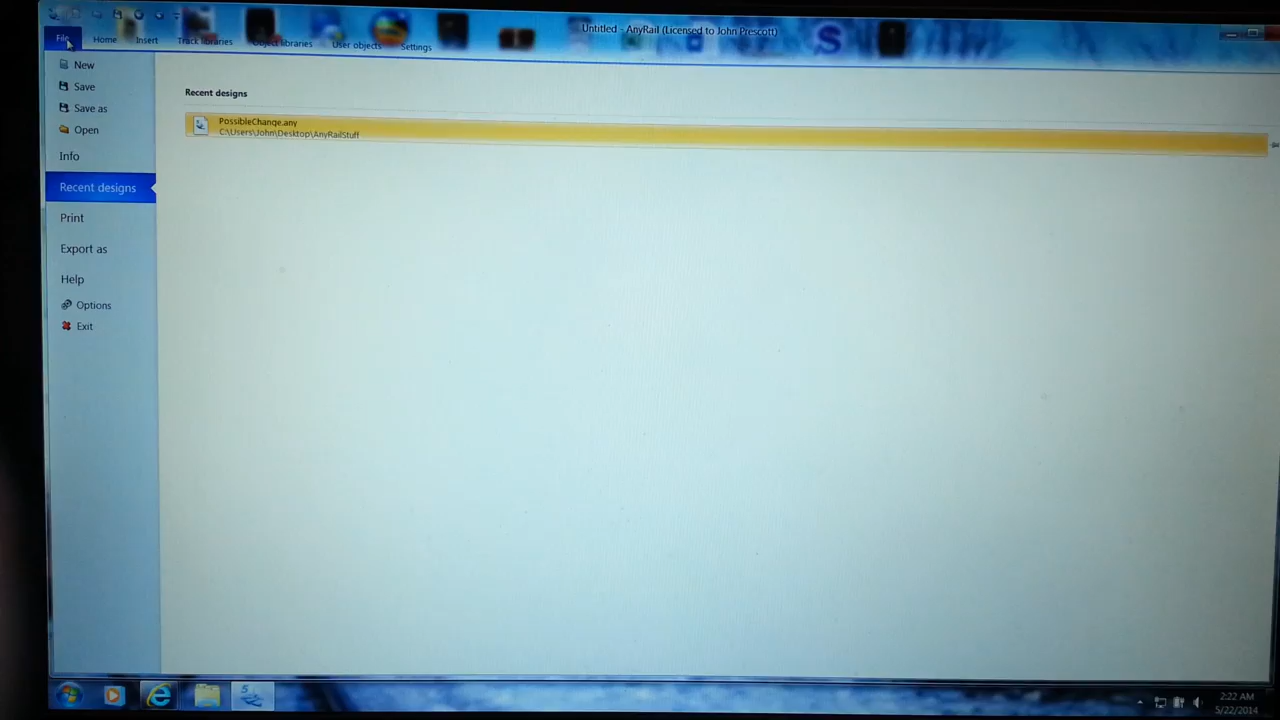 Untitled - AnyRail (Licensed to John Prescott)
File
Home
Insert
Track libraries
Object libraries
User objects
Settings
New
Save
Save as
Open
Info
Recent designs
Print
Export as
Help
Options
Exit
Recent designs
PossibleChange.any
C:\Users\John\Desktop\AnyRailStuff
S
5
2:22 AM
5/22/2014